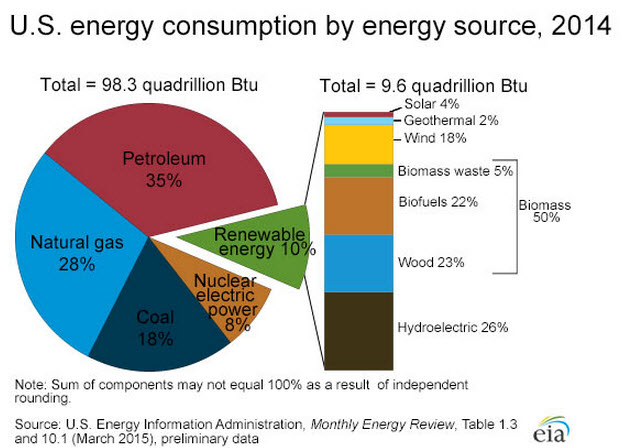 U.S. energy consumption by energy source, 2014
Total = 98.3 quadrillion Btu
Total = 9.6 quadrillion Btu
Petroleum
35%
Natural gas
28%
Coal
18%
Nuclear
electric
power
8%
Renewable
energy 10%
Solar 4%
Geothermal 2%
Wind 18%
Biomass waste 5%
Biofuels 22%
Wood 23%
Biomass
50%
Hydroelectric 26%
Note: Sum of components may not equal 100% as a result of independent
rounding.
Source: U.S. Energy Information Administration, Monthly Energy Review, Table 1.3
and 10.1 (March 2015), preliminary data
eia